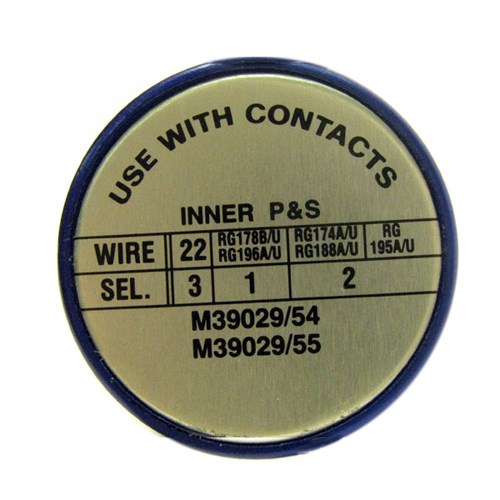 USE WITH CONTACTS
INNER P&S
WIRE 22 RG178B/U RG196A/U RG174A/U RG188A/U RG 195A/U
SEL. 3 1 2
M39029/54
M39029/55